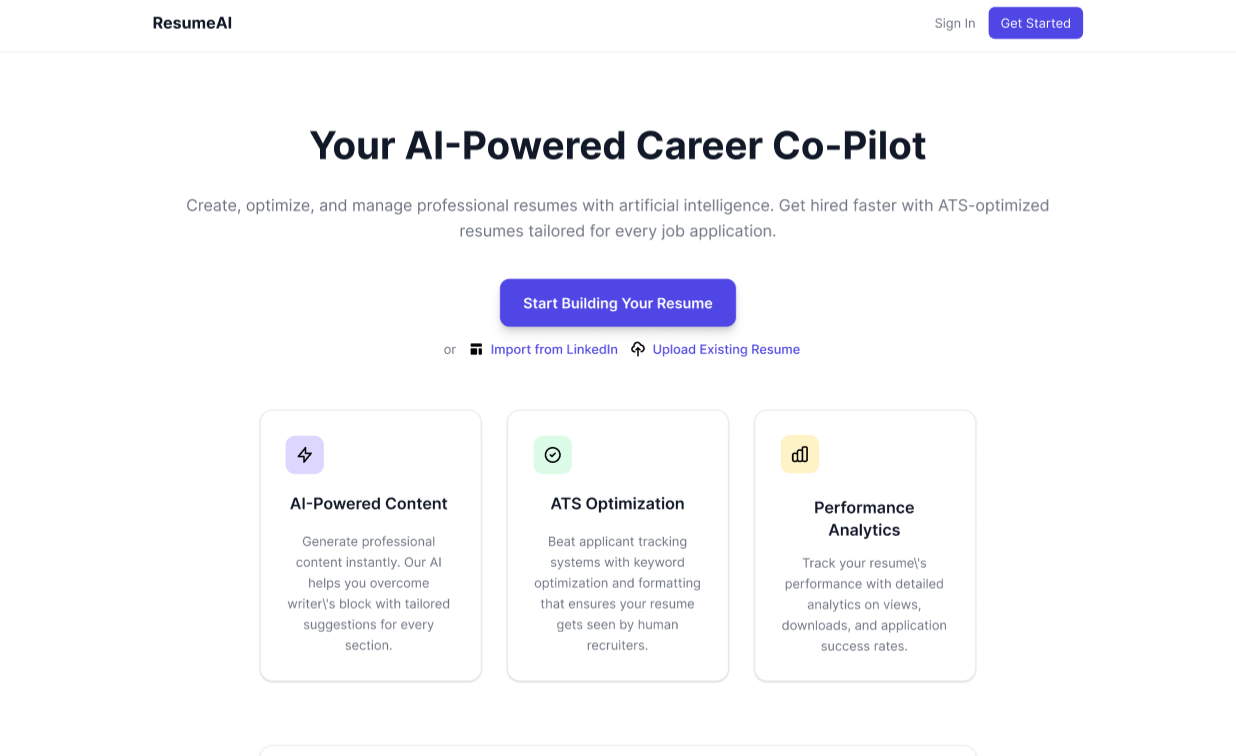 ResumeAI
Sign In
Get Started
Your AI-Powered Career Co-Pilot
Create, optimize, and manage professional resumes with artificial intelligence. Get hired faster with ATS-optimized
resumes tailored for every job application.
Start Building Your Resume
or Import from LinkedIn Upload Existing Resume
AI-Powered Content
Generate professional
content instantly. Our AI
helps you overcome
writer\'s block with tailored
suggestions for every
section.
ATS Optimization
Beat applicant tracking
systems with keyword
optimization and formatting
that ensures your resume
gets seen by human
recruiters.
Performance
Analytics
Track your resume\'s
performance with detailed
analytics on views,
downloads, and application
success rates.